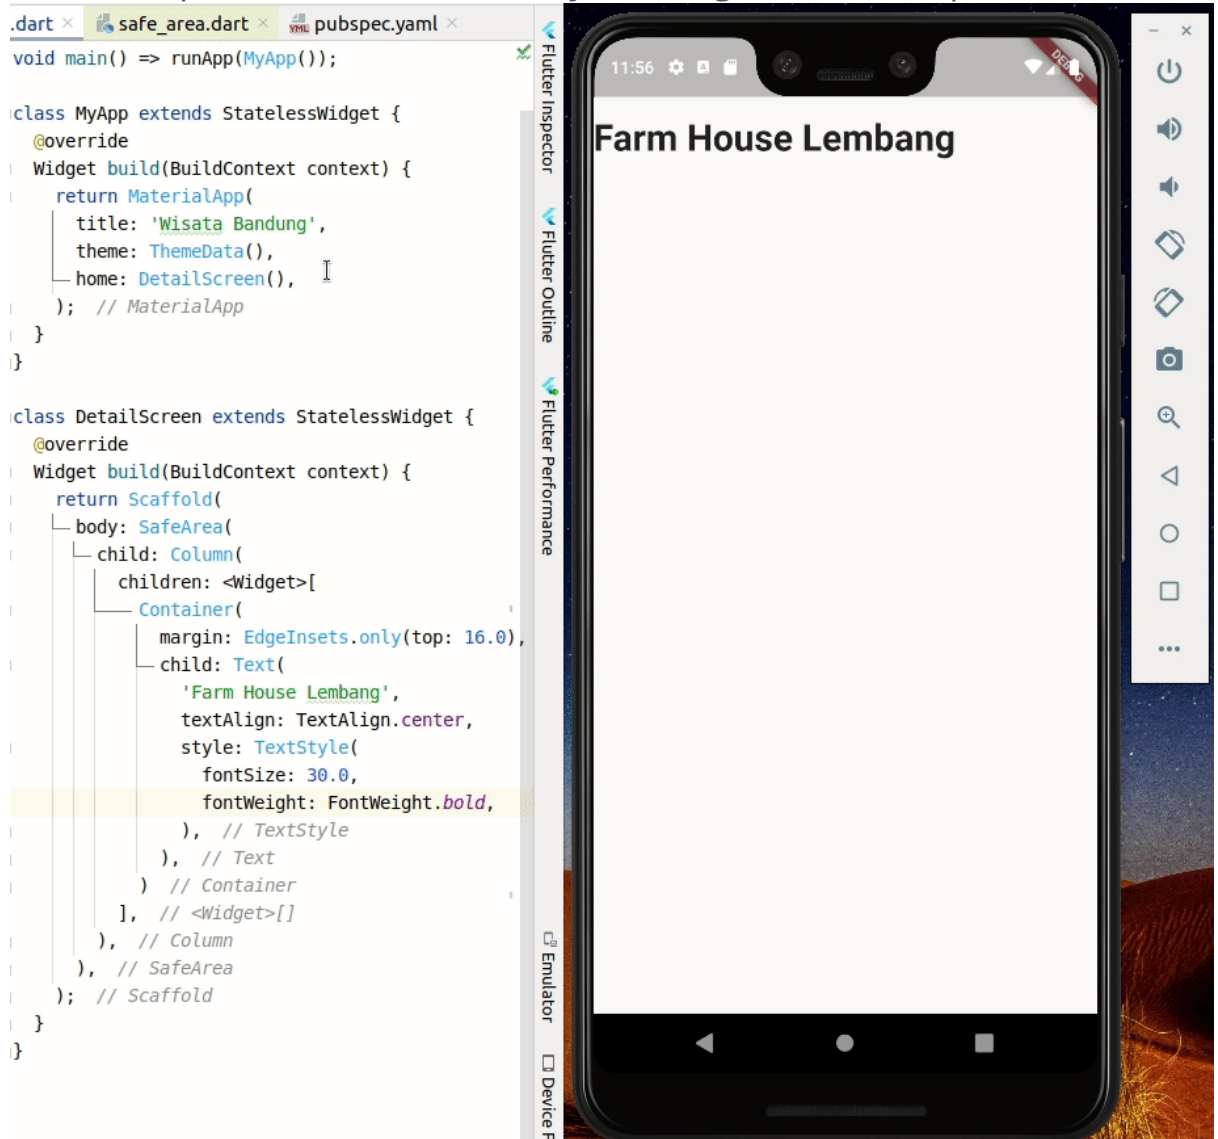 .dart
safe_area.dart
YML pubspec.yaml
void main() => runApp(MyApp());
class MyApp extends StatelessWidget {
@override
Widget build(BuildContext context) {
return MaterialApp(
title: 'Wisata Bandung',
theme: ThemeData(),
home: DetailScreen(),
); // MaterialApp
}
}
class DetailScreen extends StatelessWidget {
@override
Widget build(BuildContext context) {
return Scaffold(
body: SafeArea(
child: Column(
children: <Widget>[
Container(
margin: EdgeInsets.only(top: 16.0),
child: Text(
'Farm House Lembang',
textAlign: TextAlign.center,
style: TextStyle(
fontSize: 30.0,
fontWeight: FontWeight.bold,
), // TextStyle
), // Text
) // Container
], // <Widget>[]
), // Column
), // SafeArea
); // Scaffold
}
}
Flutter Inspector
Flutter Outline
Flutter Performance
Emulator
Device F
11:56
A
DEBUG
Farm House Lembang